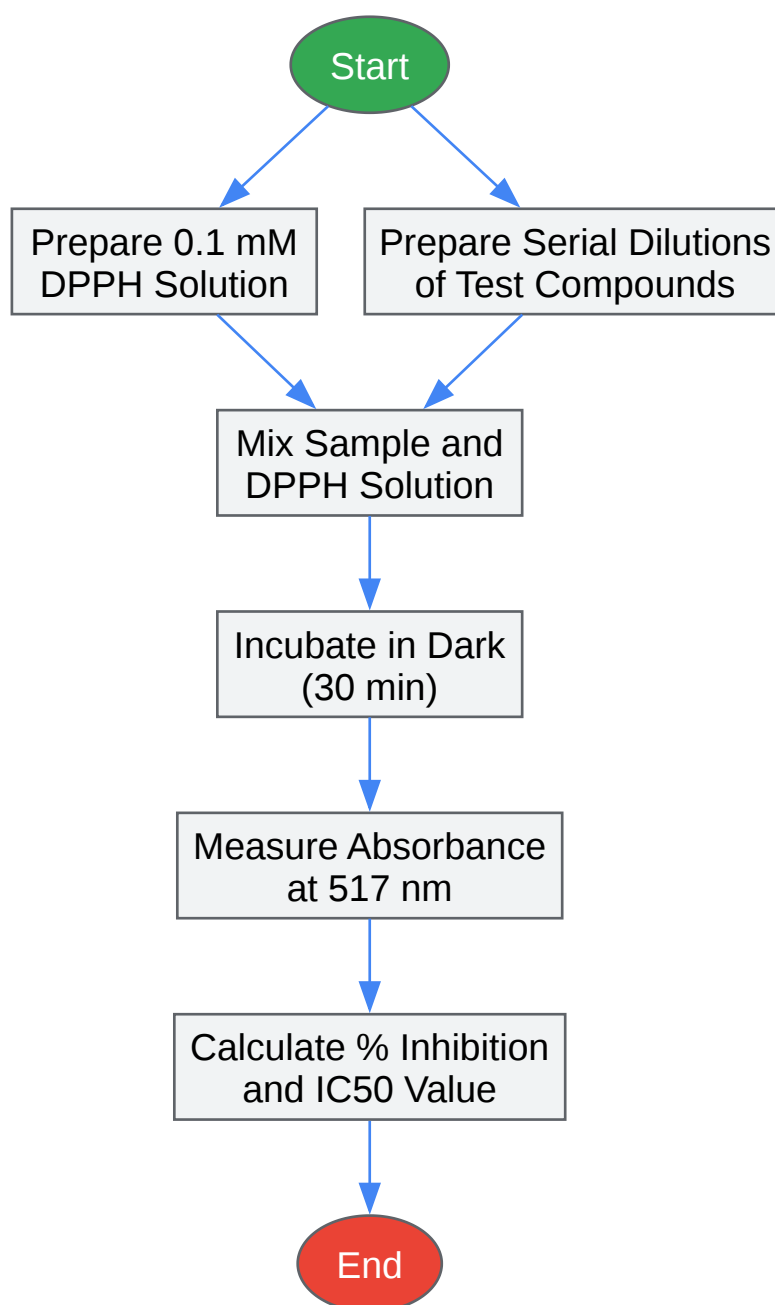 Start
Prepare 0.1 mM
DPPH Solution
Prepare Serial Dilutions
of Test Compounds
Mix Sample and
DPPH Solution
Incubate in Dark
(30 min)
Measure Absorbance
at 517 nm
Calculate % Inhibition
and IC50 Value
End